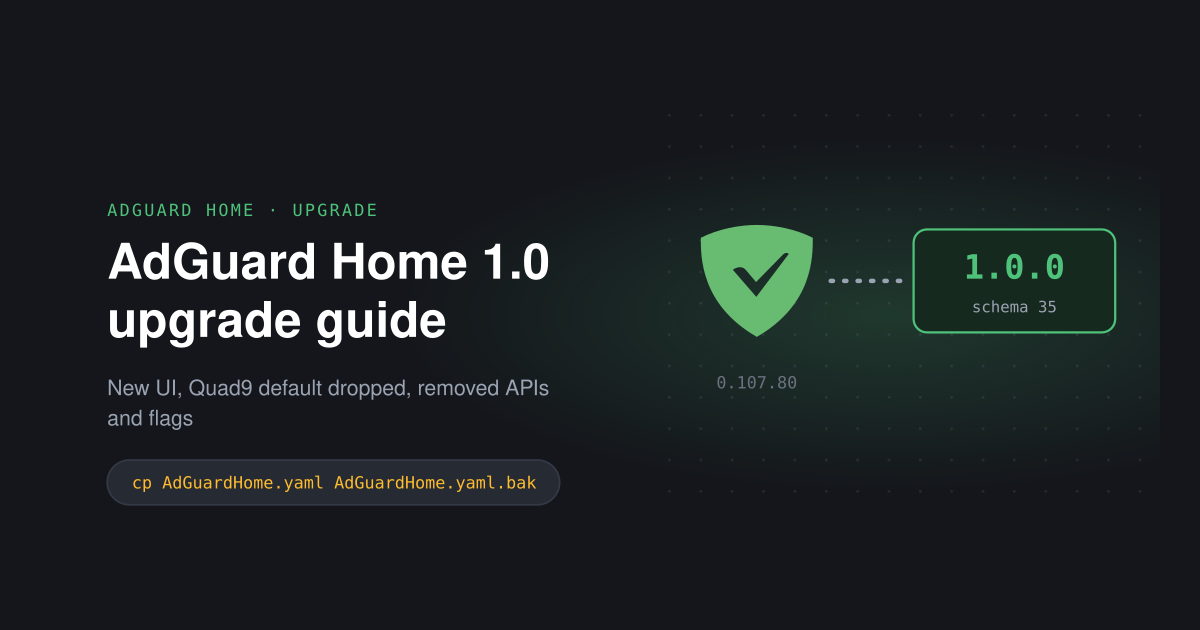 ADGUARD HOME · UPGRADE
AdGuard Home 1.0
upgrade guide
New UI, Quad9 default dropped, removed APIs
and flags
cp AdGuardHome.yaml AdGuardHome.yaml.bak
0.107.80
1.0.0
schema 35